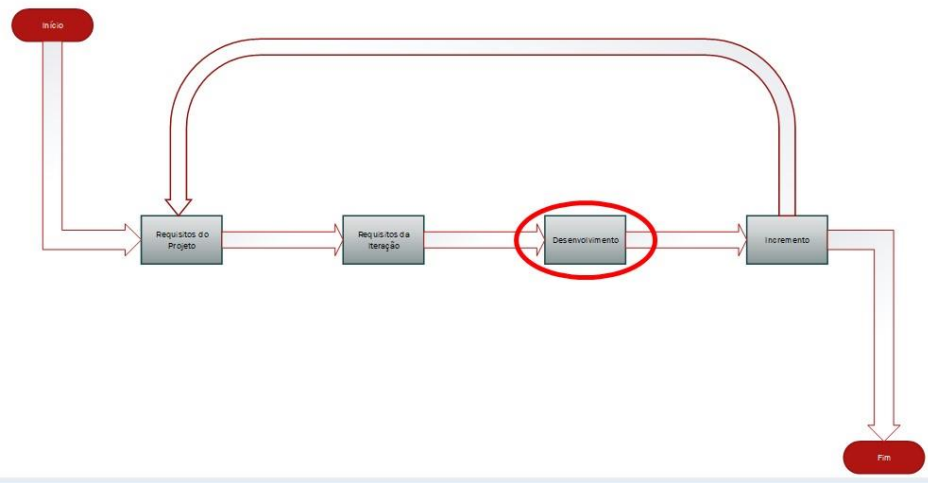 Início
Requisitos do
Projeto
Requisitos da
Iteração
Desenvolvimento
Incremento
Fim